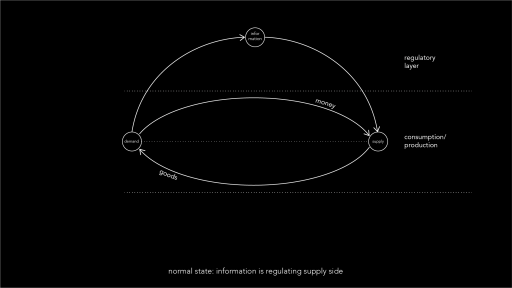 infor
mation
regulatory
layer
money
demand
supply
consumption/
production
goods
normal state: information is regulating supply side